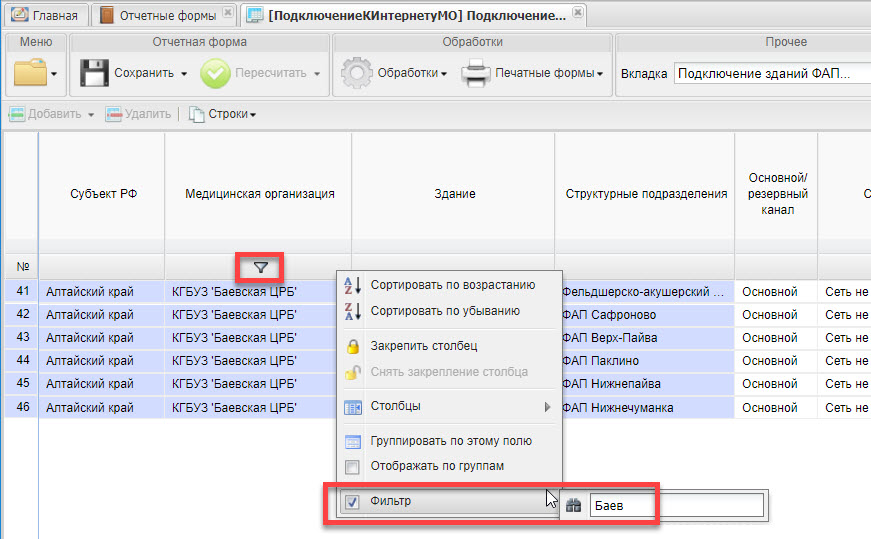 Главная
Отчетные формы
[ПодключениеКИнтернетуМО] Подключение...
Меню
Отчетная форма
Обработки
Прочее
Сохранить
Пересчитать
Обработки
Печатные формы
Вкладка
Подключение зданий ФАП...
Добавить
Удалить
Строки
Субъект РФ
Медицинская организация
Здание
Структурные подразделения
Основной/
резервный
канал
С
№
41 Алтайский край КГБУЗ 'Баевская ЦРБ' Фельдшерско-акушерский ... Основной Сеть не
42 Алтайский край КГБУЗ 'Баевская ЦРБ' ФАП Сафроново Основной Сеть не
43 Алтайский край КГБУЗ 'Баевская ЦРБ' ФАП Верх-Пайва Основной Сеть не
44 Алтайский край КГБУЗ 'Баевская ЦРБ' ФАП Паклино Основной Сеть не
45 Алтайский край КГБУЗ 'Баевская ЦРБ' ФАП Нижнепайва Основной Сеть не
46 Алтайский край КГБУЗ 'Баевская ЦРБ' ФАП Нижнечуманка Основной Сеть не
Сортировать по возрастанию
Сортировать по убыванию
Закрепить столбец
Снять закрепление столбца
Столбцы
Группировать по этому полю
Отображать по группам
Фильтр
Баев